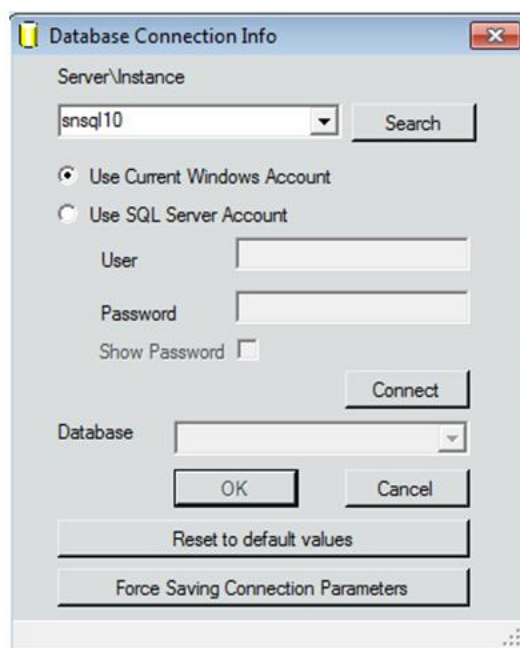 Database Connection Info
Server\Instance
snsql10
Search
Use Current Windows Account
Use SQL Server Account
User
Password
Show Password
Connect
Database
OK
Cancel
Reset to default values
Force Saving Connection Parameters